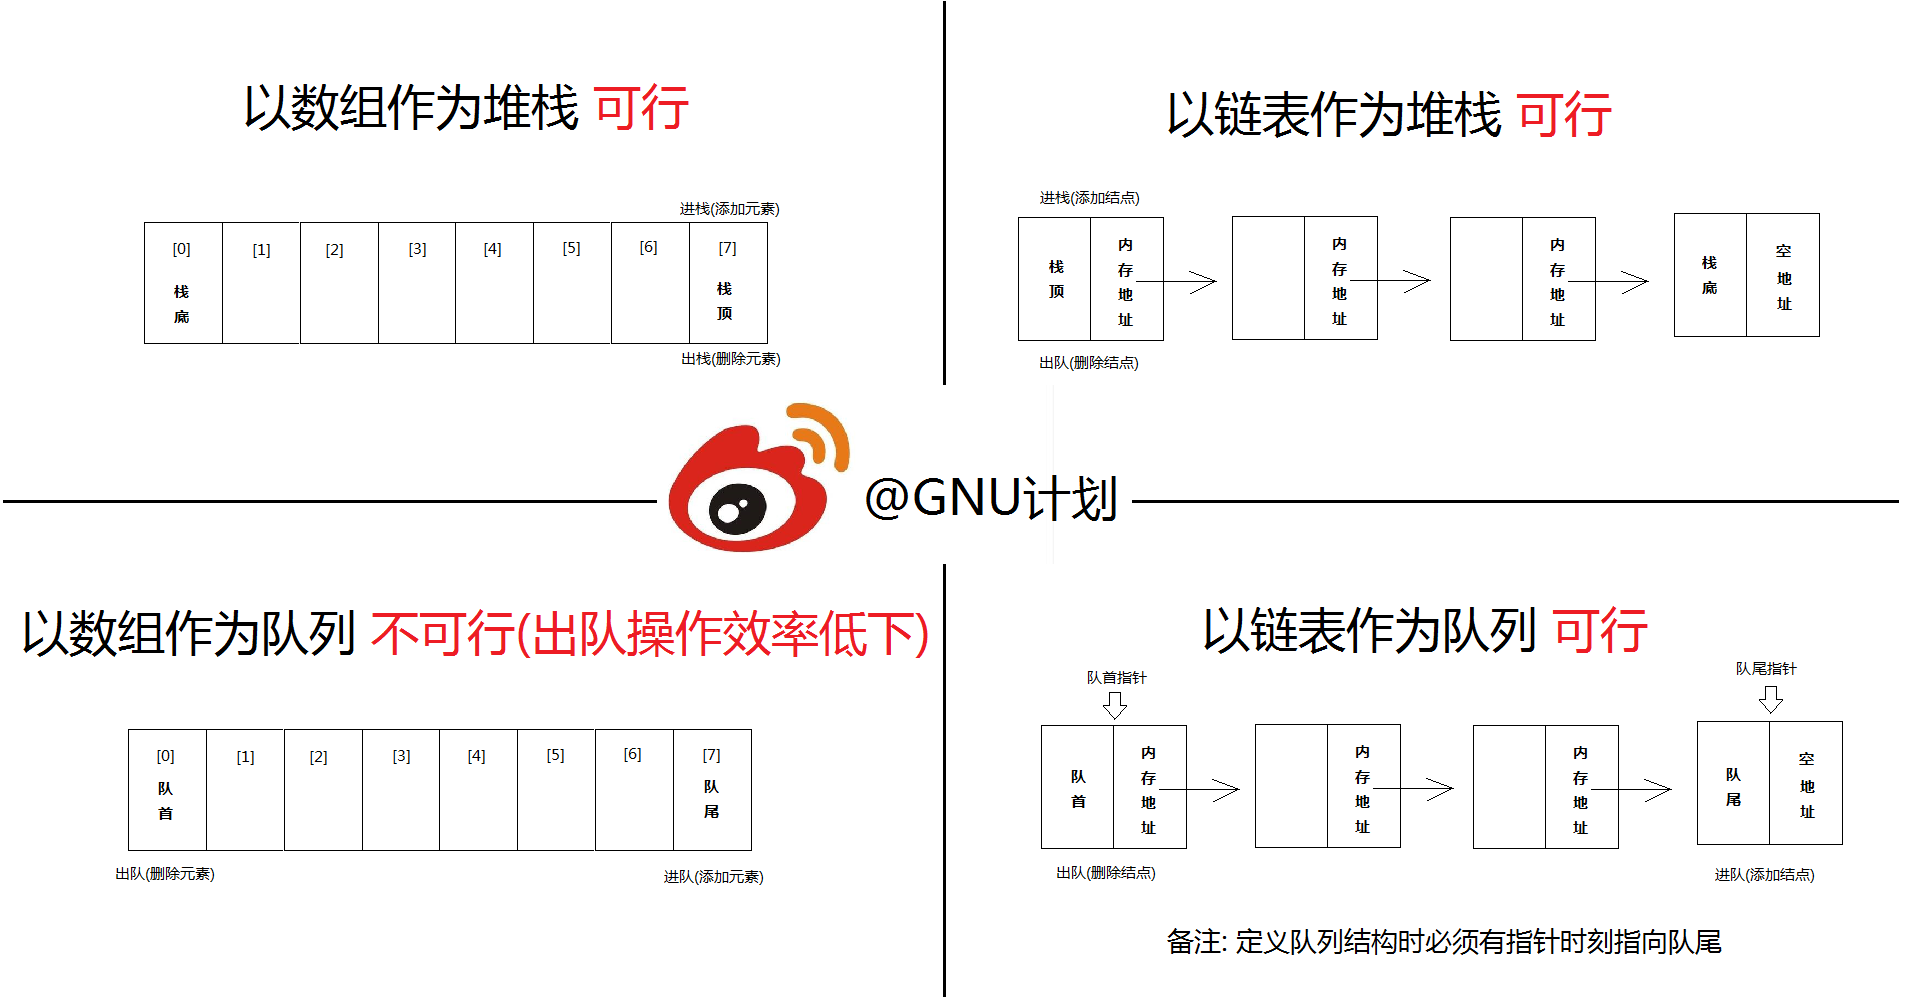 以数组作为堆栈 可行
进栈(添加元素)
[0] [1] [2] [3] [4] [5] [6] [7]
栈底
栈顶
出栈(删除元素)
以链表作为堆栈 可行
进栈(添加结点)
栈顶
内存地址
内存地址
内存地址
栈底
空地址
出队(删除结点)
@GNU计划
以数组作为队列 不可行(出队操作效率低下)
[0] [1] [2] [3] [4] [5] [6] [7]
队首
队尾
出队(删除元素)
进队(添加元素)
以链表作为队列 可行
队首指针
队尾指针
队首
内存地址
内存地址
内存地址
队尾
空地址
出队(删除结点)
进队(添加结点)
备注: 定义队列结构时必须有指针时刻指向队尾